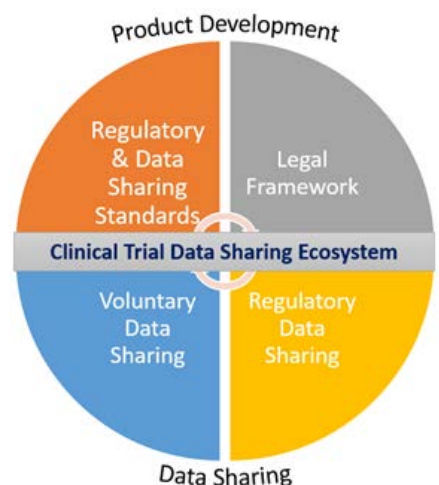 Product Development
Regulatory
& Data
Sharing
Standards
Legal
Framework
Clinical Trial Data Sharing Ecosystem
Voluntary
Data
Sharing
Regulatory
Data
Sharing
Data Sharing